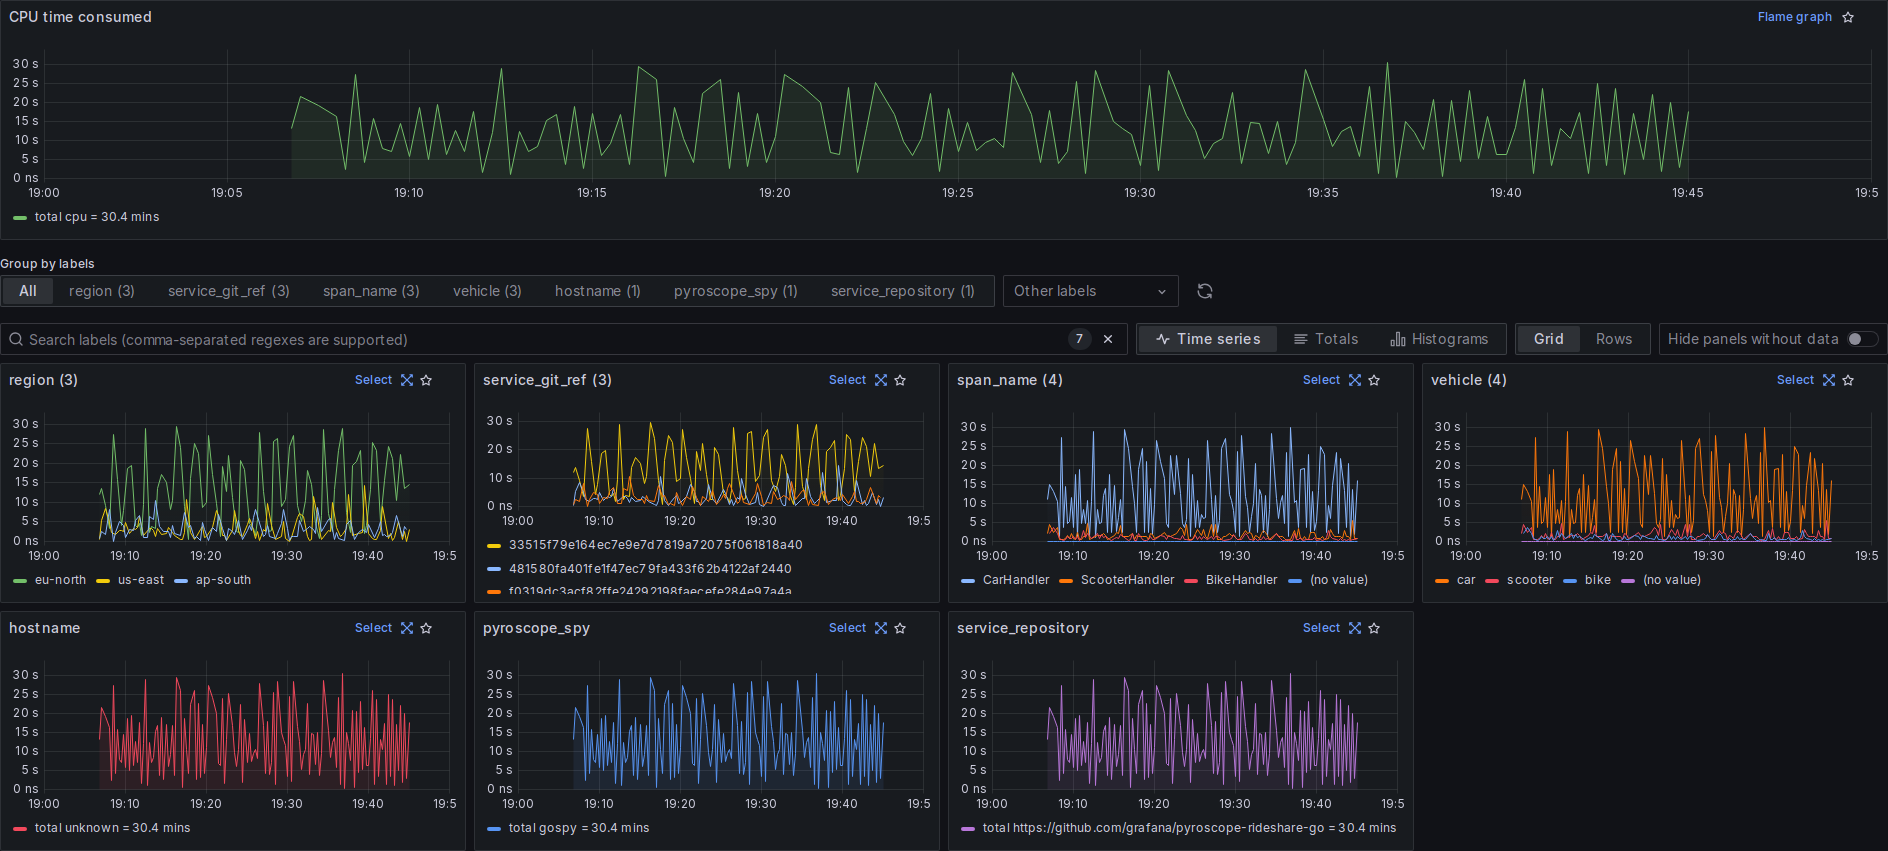 CPU time consumed
Flame graph
30 s
25 s
20 s
15 s
10 s
5 s
0 ns
19:00 19:05 19:10 19:15 19:20 19:25 19:30 19:35 19:40 19:45 19:5
total cpu = 30.4 mins
Group by labels
All region (3) service_git_ref (3) span_name (3) vehicle (3) hostname (1) pyroscope_spy (1) service_repository (1) Other labels
Search labels (comma-separated regexes are supported) 7 Time series Totals Histograms Grid Rows Hide panels without data
region (3) Select
30 s
25 s
20 s
15 s
10 s
5 s
0 ns
19:00 19:10 19:20 19:30 19:40 19:5
eu-north us-east ap-south
service_git_ref (3) Select
30 s
20 s
10 s
0 ns
19:00 19:10 19:20 19:30 19:40 19:5
33515f79e164ec7e9e7d7819a72075f061818a40
481580fa401fe1f47ec79fa433f62b4122af2440
f0319dc3acf82ffe24292198faecefe284e97a4a
span_name (4) Select
30 s
25 s
20 s
15 s
10 s
5 s
0 ns
19:00 19:10 19:20 19:30 19:40 19:5
CarHandler ScooterHandler BikeHandler (no value)
vehicle (4) Select
30 s
25 s
20 s
15 s
10 s
5 s
0 ns
19:00 19:10 19:20 19:30 19:40 19:5
car scooter bike (no value)
hostname Select
30 s
25 s
20 s
15 s
10 s
5 s
0 ns
19:00 19:10 19:20 19:30 19:40 19:5
total unknown = 30.4 mins
pyroscope_spy Select
30 s
25 s
20 s
15 s
10 s
5 s
0 ns
19:00 19:10 19:20 19:30 19:40 19:5
total gospy = 30.4 mins
service_repository Select
30 s
25 s
20 s
15 s
10 s
5 s
0 ns
19:00 19:10 19:20 19:30 19:40 19:5
total https://github.com/grafana/pyroscope-rideshare-go = 30.4 mins